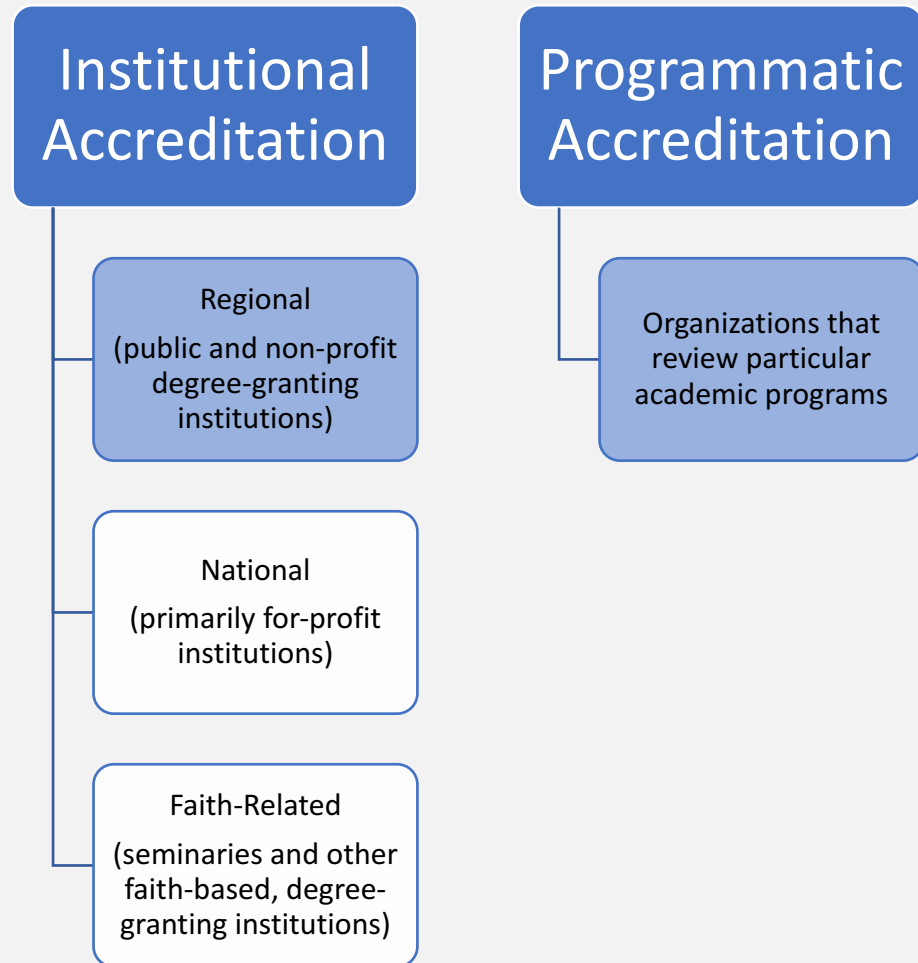 Institutional
Accreditation
Regional
(public and non-profit
degree-granting
institutions)
National
(primarily for-profit
institutions)
Faith-Related
(seminaries and other
faith-based, degree-
granting institutions)
Programmatic
Accreditation
Organizations that
review particular
academic programs